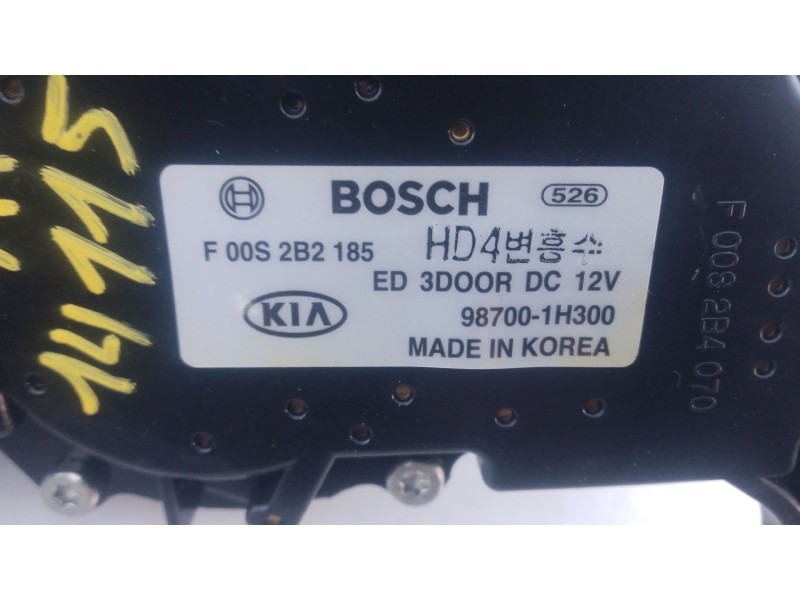 BOSCH 526
F 00S 2B2 185 HD4변흥수
ED 3DOOR DC 12V
KIA 98700-1H300
MADE IN KOREA
F 00S 2B4 070